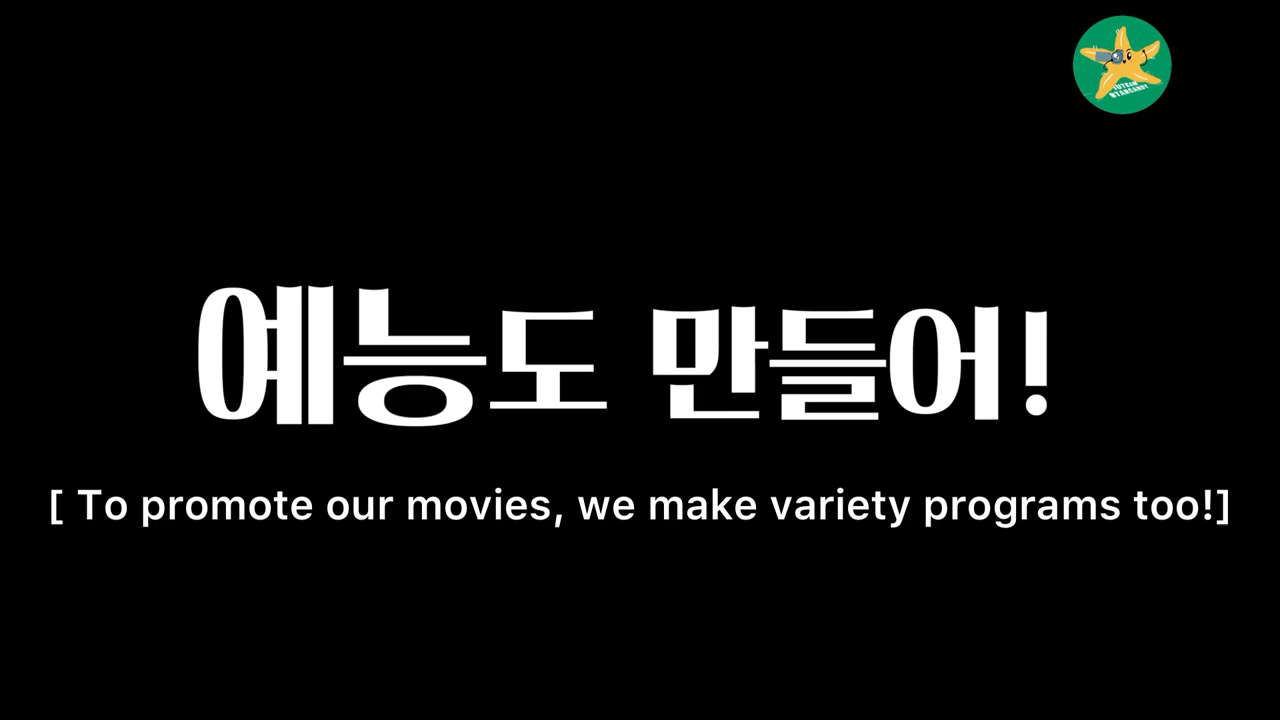 예능도 만들어!
[ To promote our movies, we make variety programs too!]